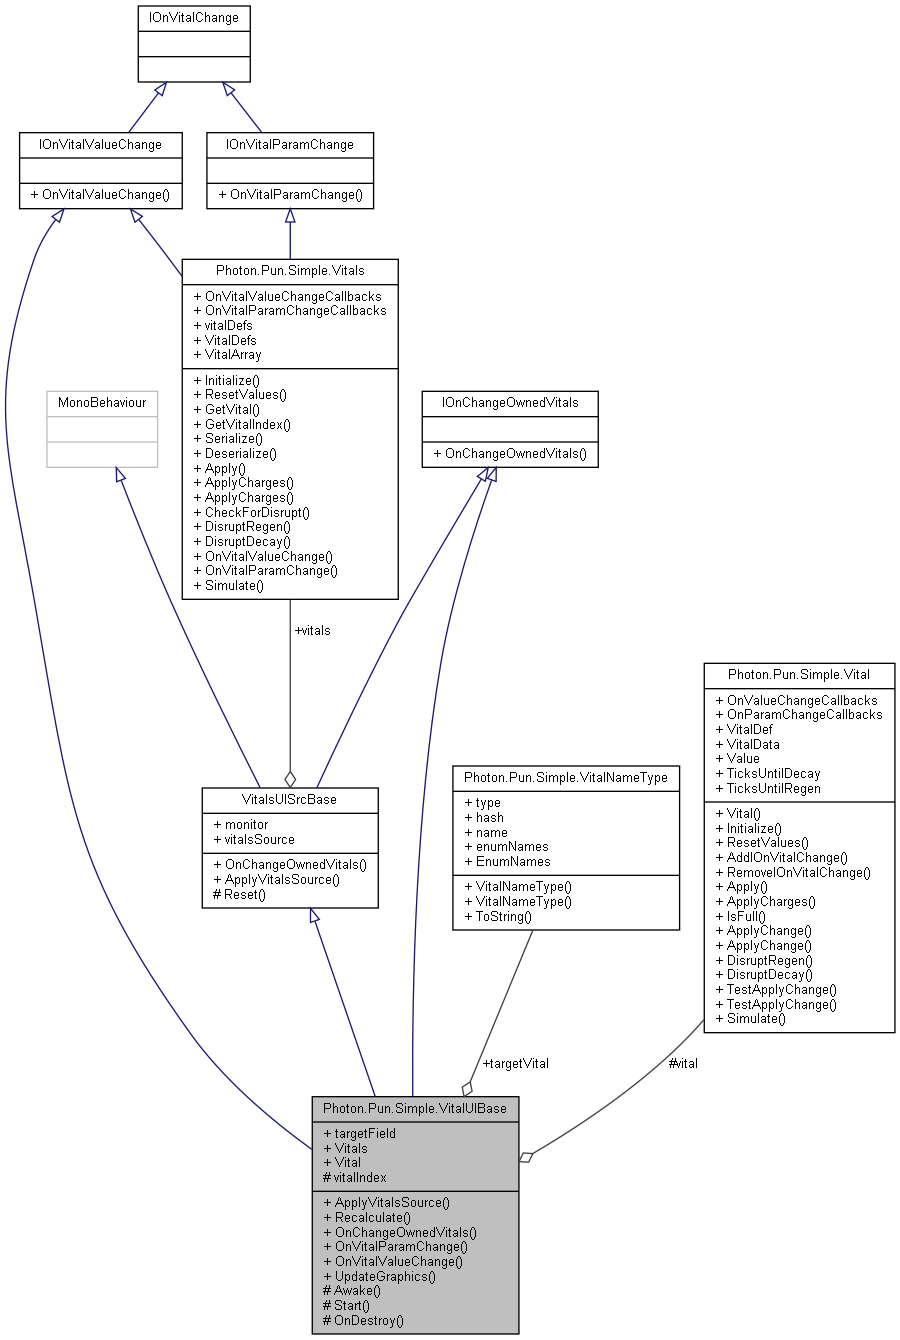 IOnVitalChange
IOnVitalValueChange
+ OnVitalValueChange()
IOnVitalParamChange
+ OnVitalParamChange()
Photon.Pun.Simple.Vitals
+ OnVitalValueChangeCallbacks
+ OnVitalParamChangeCallbacks
+ vitalDefs
+ VitalDefs
+ VitalArray
+ Initialize()
+ ResetValues()
+ GetVital()
+ GetVitalIndex()
+ Serialize()
+ Deserialize()
+ Apply()
+ ApplyCharges()
+ ApplyCharges()
+ CheckForDisrupt()
+ DisruptRegen()
+ DisruptDecay()
+ OnVitalValueChange()
+ OnVitalParamChange()
+ Simulate()
MonoBehaviour
IOnChangeOwnedVitals
+ OnChangeOwnedVitals()
+vitals
Photon.Pun.Simple.Vital
+ OnValueChangeCallbacks
+ OnParamChangeCallbacks
+ VitalDef
+ VitalData
+ Value
+ TicksUntilDecay
+ TicksUntilRegen
+ Vital()
+ Initialize()
+ ResetValues()
+ AddIOnVitalChange()
+ RemoveIOnVitalChange()
+ Apply()
+ ApplyCharges()
+ IsFull()
+ ApplyChange()
+ ApplyChange()
+ DisruptRegen()
+ DisruptDecay()
+ TestApplyChange()
+ TestApplyChange()
+ Simulate()
Photon.Pun.Simple.VitalNameType
+ type
+ hash
+ name
+ enumNames
+ EnumNames
+ VitalNameType()
+ VitalNameType()
+ ToString()
VitalsUISrcBase
+ monitor
+ vitalsSource
+ OnChangeOwnedVitals()
+ ApplyVitalsSource()
# Reset()
+targetVital
#vital
Photon.Pun.Simple.VitalUIBase
+ targetField
+ Vitals
+ Vital
# vitalIndex
+ ApplyVitalsSource()
+ Recalculate()
+ OnChangeOwnedVitals()
+ OnVitalParamChange()
+ OnVitalValueChange()
+ UpdateGraphics()
# Awake()
# Start()
# OnDestroy()